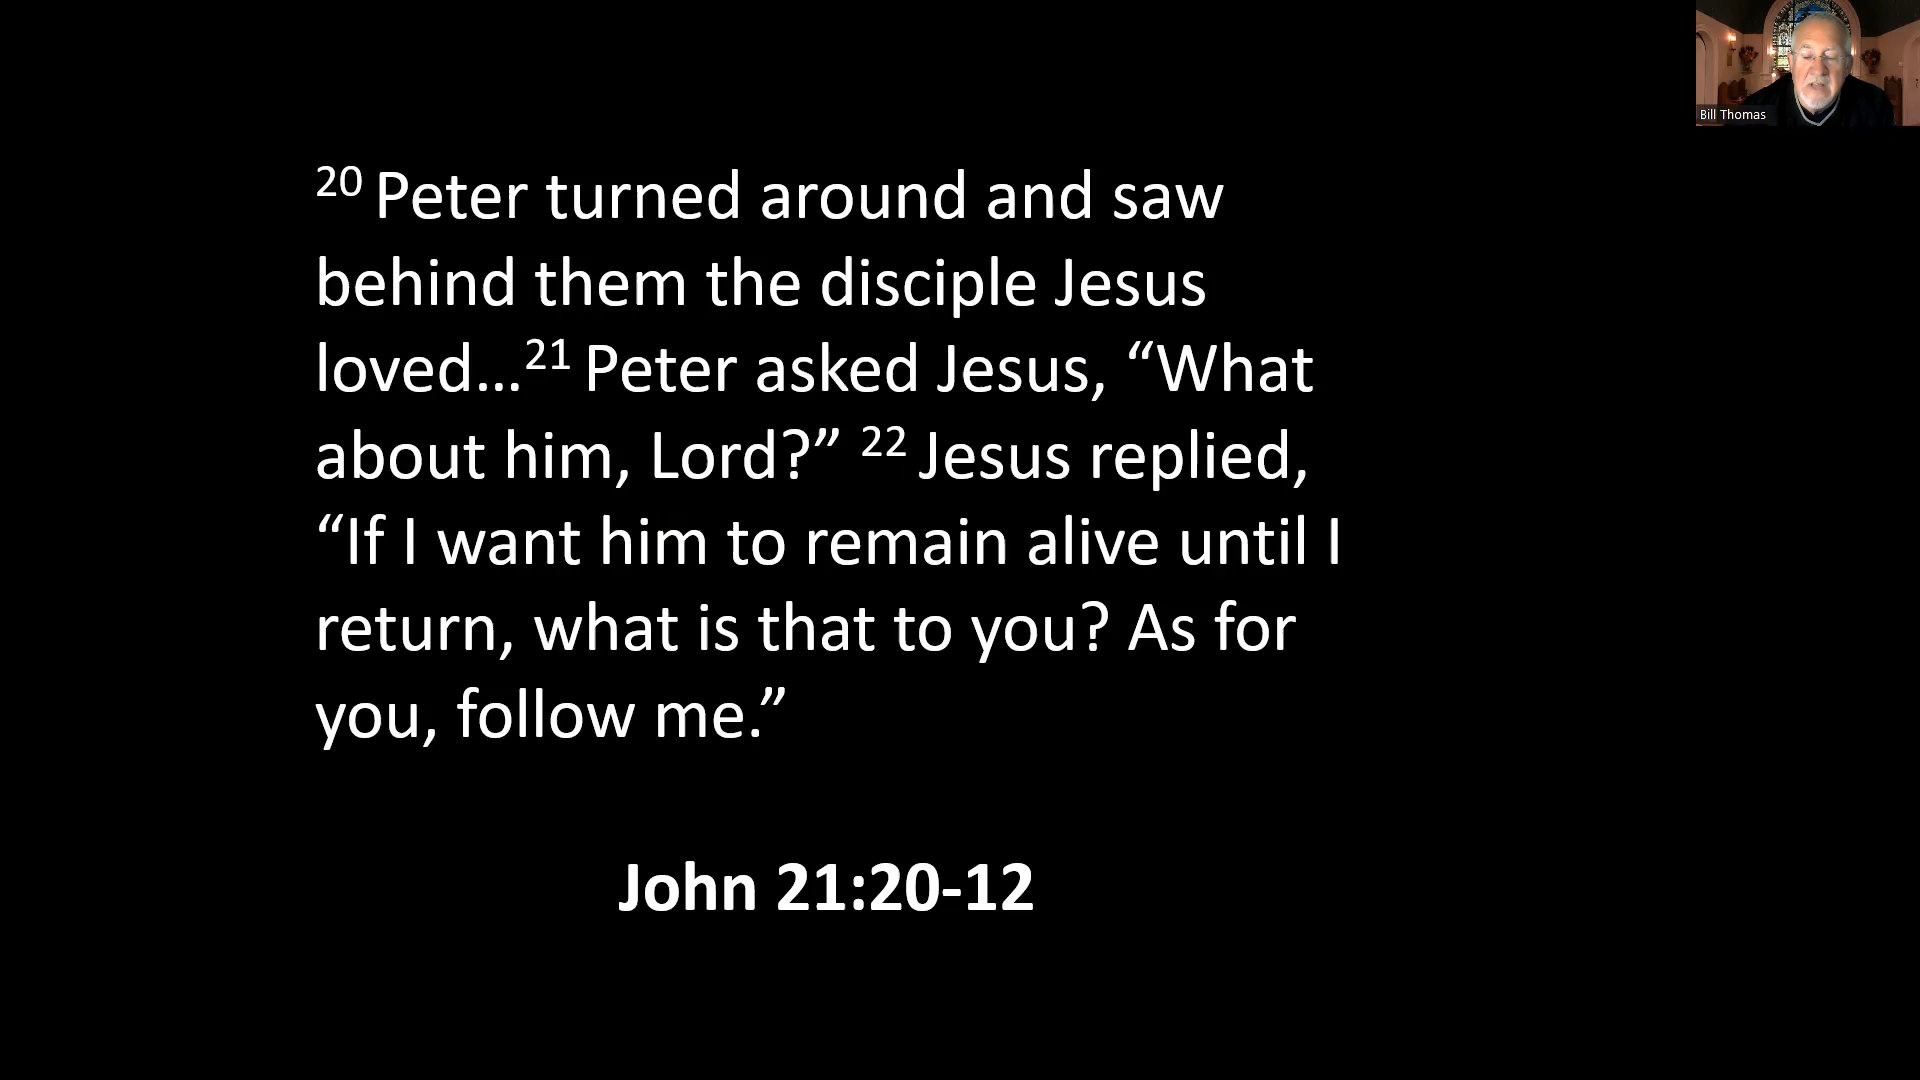 Bill Thomas
20 Peter turned around and saw
behind them the disciple Jesus
loved…21 Peter asked Jesus, “What
about him, Lord?” 22 Jesus replied,
“If I want him to remain alive until I
return, what is that to you? As for
you, follow me.”
John 21:20-12